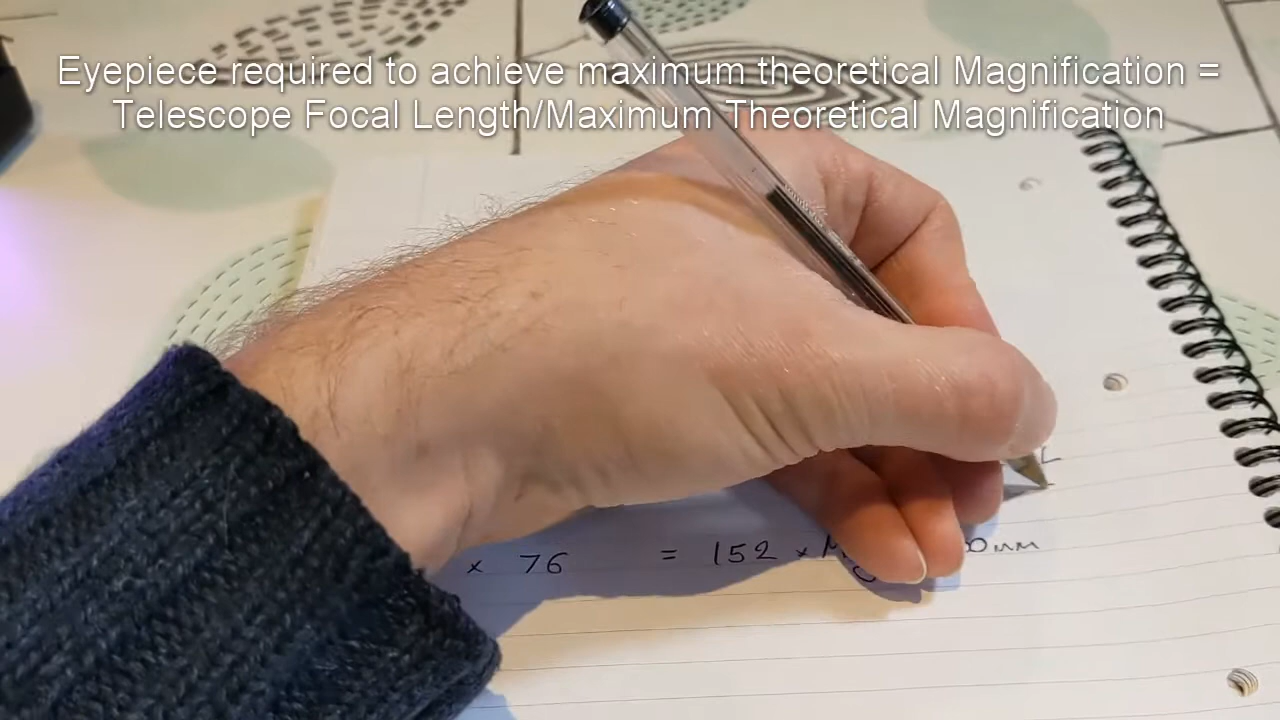 Eyepiece required to achieve maximum theoretical Magnification =
Telescope Focal Length/Maximum Theoretical Magnification
x 76 = 152 x